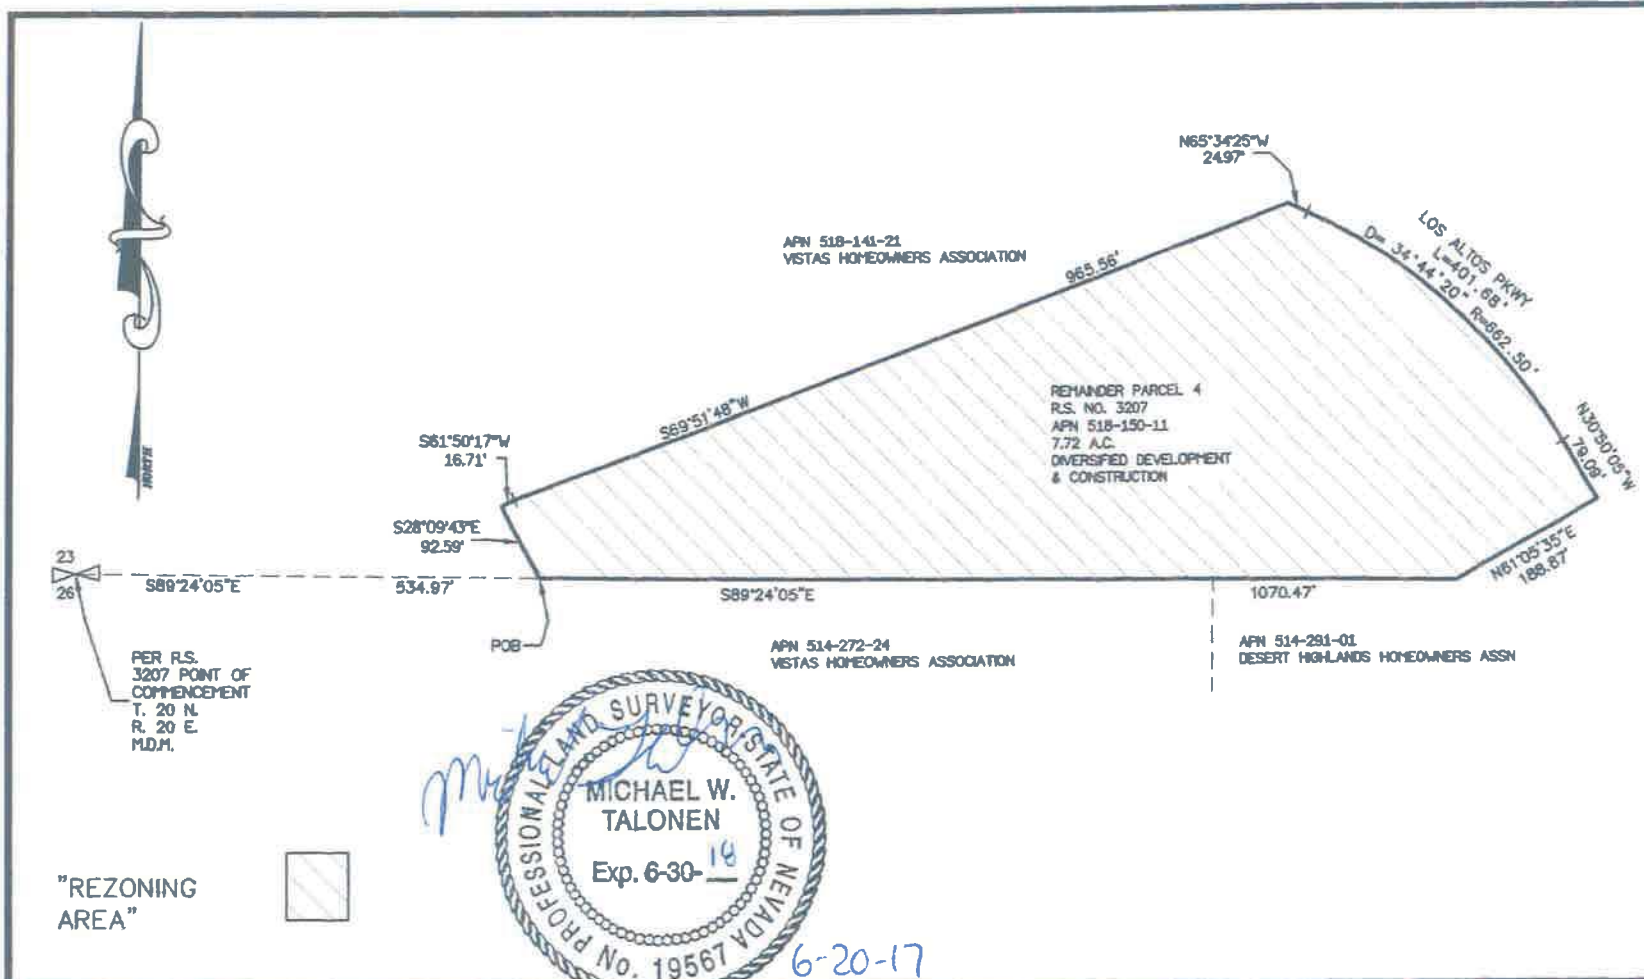 N65°34'25"W
24.97'
LOS ALTOS PKWY
L=401.68'
D= 34°44'20" R=662.50'
APN 518-141-21
VISTAS HOMEOWNERS ASSOCIATION
965.56'
S69°51'48"W
REMAINDER PARCEL 4
R.S. NO. 3207
APN 518-150-11
7.72 A.C.
DIVERSIFIED DEVELOPMENT
& CONSTRUCTION
N30°50'05"W
79.09'
S61°50'17"W
16.71'
NORTH
S28°09'43"E
92.59'
N61°05'35"E
188.87'
23
26
S89°24'05"E
534.97'
S89°24'05"E
1070.47'
POB
APN 514-272-24
VISTAS HOMEOWNERS ASSOCIATION
APN 514-291-01
DESERT HIGHLANDS HOMEOWNERS ASSN
PER R.S.
3207 POINT OF
COMMENCEMENT
T. 20 N.
R. 20 E.
M.D.M.
PROFESSIONAL LAND SURVEYOR STATE OF NEVADA
MICHAEL W.
TALONEN
Exp. 6-30-18
No. 19567
"REZONING
AREA"
6-20-17